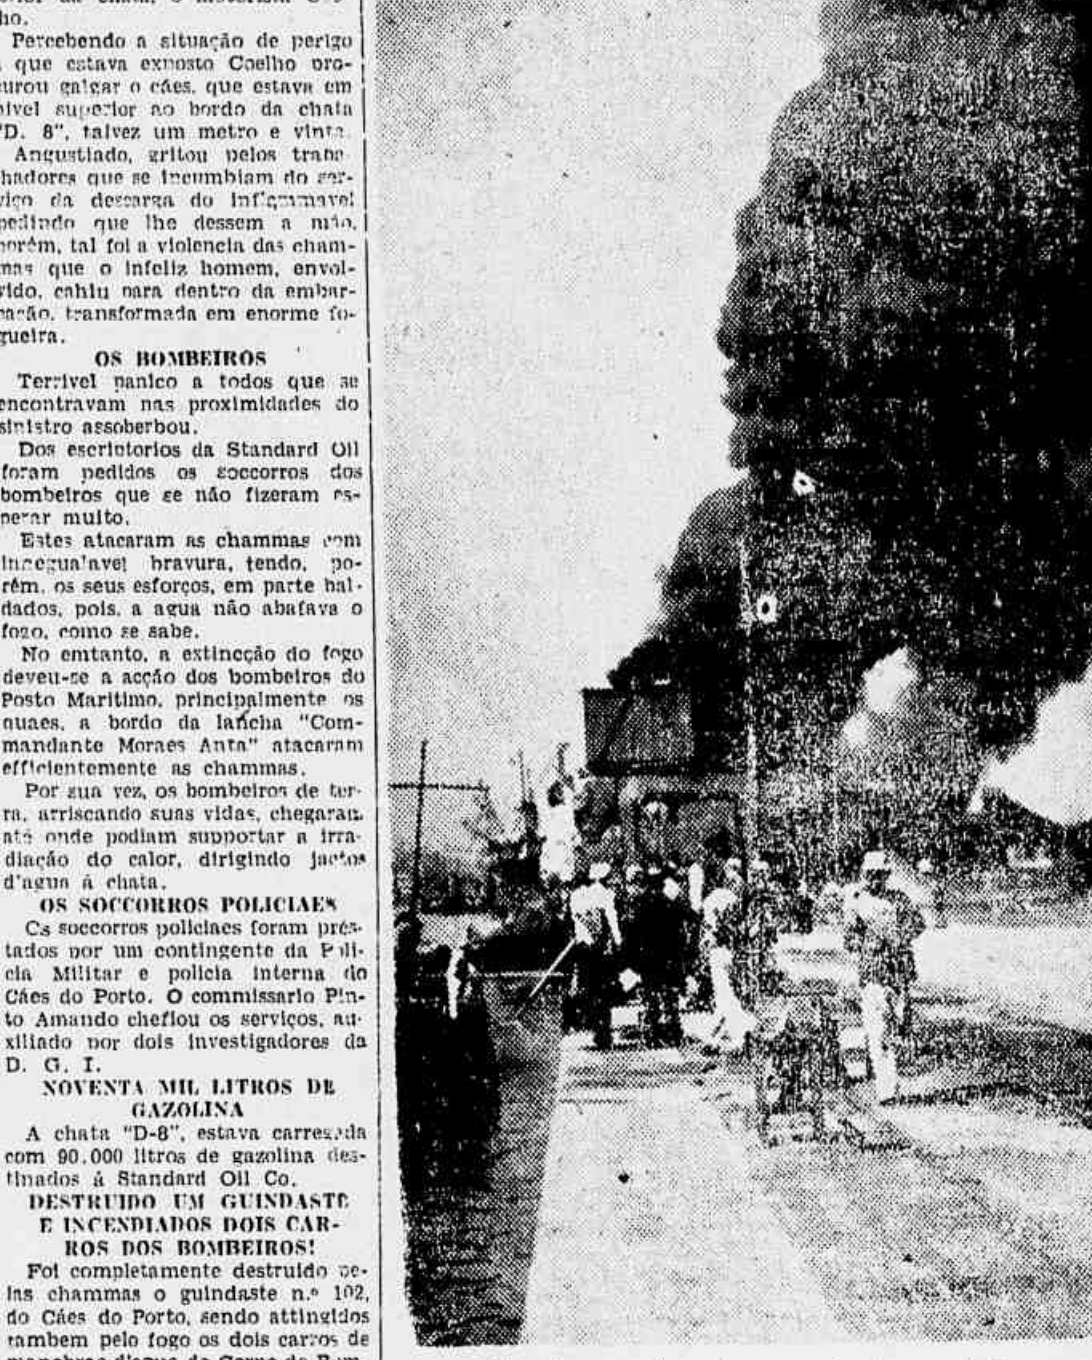 ho.
Percebendo a situação de perigo
que estava exposto Coelho pro-
curou galgar o cáes, que estava em
nivel superior ao bordo da chata
"D. 8", talvez um metro e vinte.
Angustiado, gritou pelos traba-
lhadores que se incumbiam do ser-
viço da descarga do inflammavel
pedindo que lhe dessem a mão,
porém, tal foi a violencia das cham-
mas que o infeliz homem, envol-
vido, cahiu para dentro da embar-
cação, transformada em enorme fo-
gueira.
OS BOMBEIROS
Terrivel panico a todos que se
encontravam nas proximidades do
sinistro assoberbou.
Dos escriptorios da Standard Oil
foram pedidos os soccorros dos
bombeiros que se não fizeram es-
perar muito.
Estes atacaram as chammas com
innegualavel bravura, tendo, po-
rém, os seus esforços, em parte bal-
dados, pois, a agua não abafava o
fogo, como se sabe.
No emtanto, a extincção do fogo
deveu-se a acção dos bombeiros do
Posto Maritimo, principalmente os
quaes, a bordo da lancha "Com-
mandante Moraes Anta" atacaram
efficientemente as chammas.
Por sua vez, os bombeiros de ter-
ra, arriscando suas vidas, chegaram
até onde podiam supportar a irra-
diação do calor, dirigindo jactos
d'agua á chata.
OS SOCCORROS POLICIAES
Os soccorros policiaes foram prés-
tados por um contingente da Poli-
cia Militar e policia interna do
Cáes do Porto. O commissario Pin-
to Amando chefiou os serviços, au-
xiliado por dois investigadores da
D. G. I.
NOVENTA MIL LITROS DE
GAZOLINA
A chata "D-8", estava carregada
com 90.000 litros de gazolina des-
tinados á Standard Oil Co.
DESTRUIDO UM GUINDASTE
E INCENDIADOS DOIS CAR-
ROS DOS BOMBEIROS!
Foi completamente destruido pe-
las chammas o guindaste n.º 102,
do Cáes do Porto, sendo attingidos
tambem pelo fogo os dois carros de